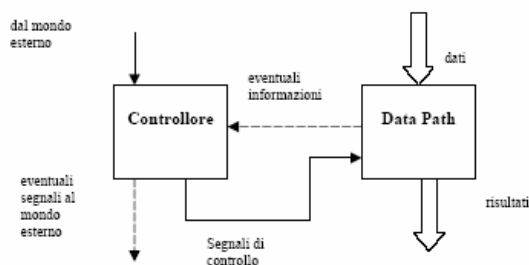 dal mondo
esterno
dati
eventuali
informazioni
Controllore
Data Path
eventuali
segnali al
mondo
esterno
risultati
Segnali di
controllo